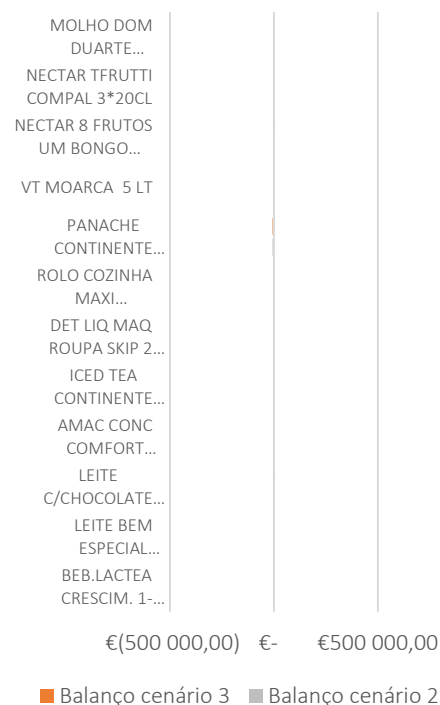 MOLHO DOM
DUARTE...
NECTAR TFRUTTI
COMPAL 3*20CL
NECTAR 8 FRUTOS
UM BONGO...
VT MOARCA 5 LT
PANACHE
CONTINENTE...
ROLO COZINHA
MAXI...
DET LIQ MAQ
ROUPA SKIP 2...
ICED TEA
CONTINENTE...
AMAC CONC
COMFORT...
LEITE
C/CHOCOLATE...
LEITE BEM
ESPECIAL...
BEB.LACTEA
CRESCIM. 1-...
€(500 000,00) €- €500 000,00
Balanço cenário 3 Balanço cenário 2